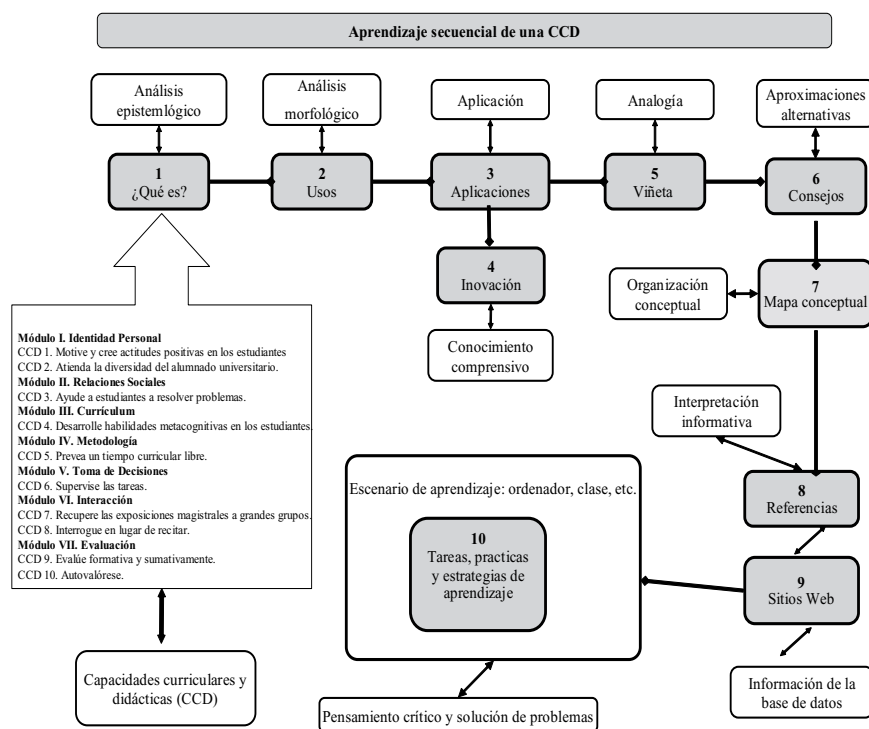 Aprendizaje secuencial de una CCD
Análisis
epistemlógico
Análisis
morfológico
Aplicación
Analogía
Aproximaciones
alternativas
1
¿Qué es?
2
Usos
3
Aplicaciones
5
Viñeta
6
Consejos
4
Inovación
Organización
conceptual
7
Mapa conceptual
Conocimiento
comprensivo
Módulo I. Identidad Personal
CCD 1. Motive y cree actitudes positivas en los estudiantes
CCD 2. Atienda la diversidad del alumnado universitario.
Módulo II. Relaciones Sociales
CCD 3. Ayude a estudiantes a resolver problemas.
Módulo III. Currículum
CCD 4. Desarrolle habilidades metacognitivas en los estudiantes.
Módulo IV. Metodología
CCD 5. Prevea un tiempo curricular libre.
Módulo V. Toma de Decisiones
CCD 6. Supervise las tareas.
Módulo VI. Interacción
CCD 7. Recupere las exposiciones magistrales a grandes grupos.
CCD 8. Interrogue en lugar de recitar.
Módulo VII. Evaluación
CCD 9. Evalúe formativa y sumativamente.
CCD 10. Autovalórese.
Interpretación
informativa
Escenario de aprendizaje: ordenador, clase, etc.
8
Referencias
10
Tareas, practicas
y estrategias de
aprendizaje
9
Sitios Web
Capacidades curriculares y
didácticas (CCD)
Pensamiento crítico y solución de problemas
Información de la
base de datos